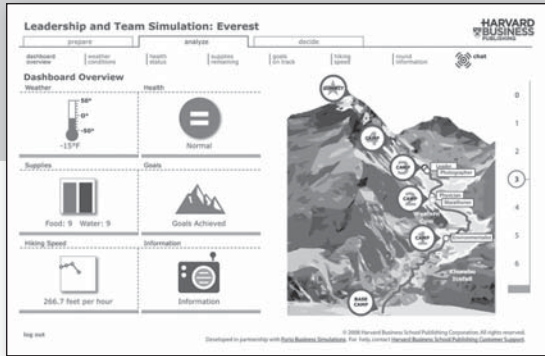 Leadership and Team Simulation: Everest
HARVARD
BUSINESS
PUBLISHING
prepare
analyze
decide
dashboard
overview
weather
conditions
health
status
supplies
remaining
goals
on track
hiking
speed
round
information
chat
Dashboard Overview
Weather
Health
50°
0°
-50°
-15°F
Normal
Supplies
Goals
Food: 9 Water: 9
Goals Achieved
Hiking Speed
Information
266.7 feet per hour
Information
SUMMIT
CAMP
CAMP
Leader
Photographer
CAMP
Physician
Marathoner
CAMP
Environmentalist
Khumbu
Icefall
BASE
CAMP
0
1
2
3
4
5
6
log out
© 2008 Harvard Business School Publishing Corporation. All rights reserved.
Developed in partnership with Forio Business Simulations. For help, contact Harvard Business School Publishing Customer Support.